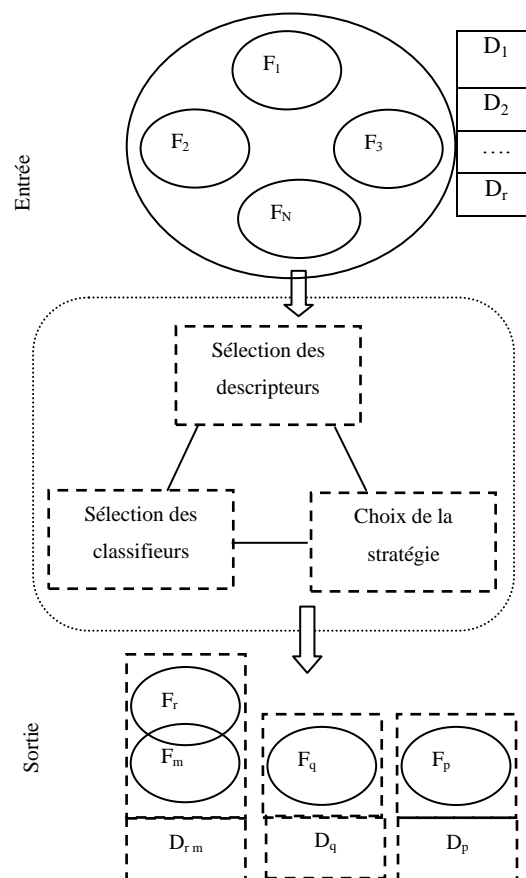 Entrée
F1
F2
F3
FN
D1
D2
….
Dr
Sélection des
descripteurs
Sélection des
classifieurs
Choix de la
stratégie
Sortie
Fr
Fm
Fq
Fp
Dr m
Dq
Dp